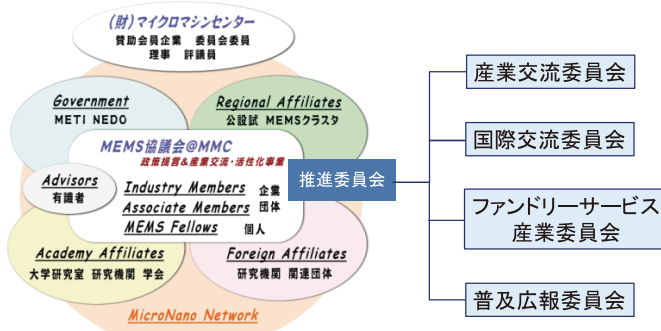 (財)マイクロマシンセンター
賛助会員企業 委員会委員
理事 評議員
Government
METI NEDO
Regional Affiliates
公設試 MEMSクラスタ
MEMS協議会@MMC
政策提言&産業交流・活性化事業
Advisors
有識者
Industry Members 企業
Associate Members 団体
MEMS Fellows 個人
Academy Affiliates
大学研究室 研究機関 学会
Foreign Affiliates
研究機関 関連団体
MicroNano Network
推進委員会
産業交流委員会
国際交流委員会
ファンドリーサービス
産業委員会
普及広報委員会